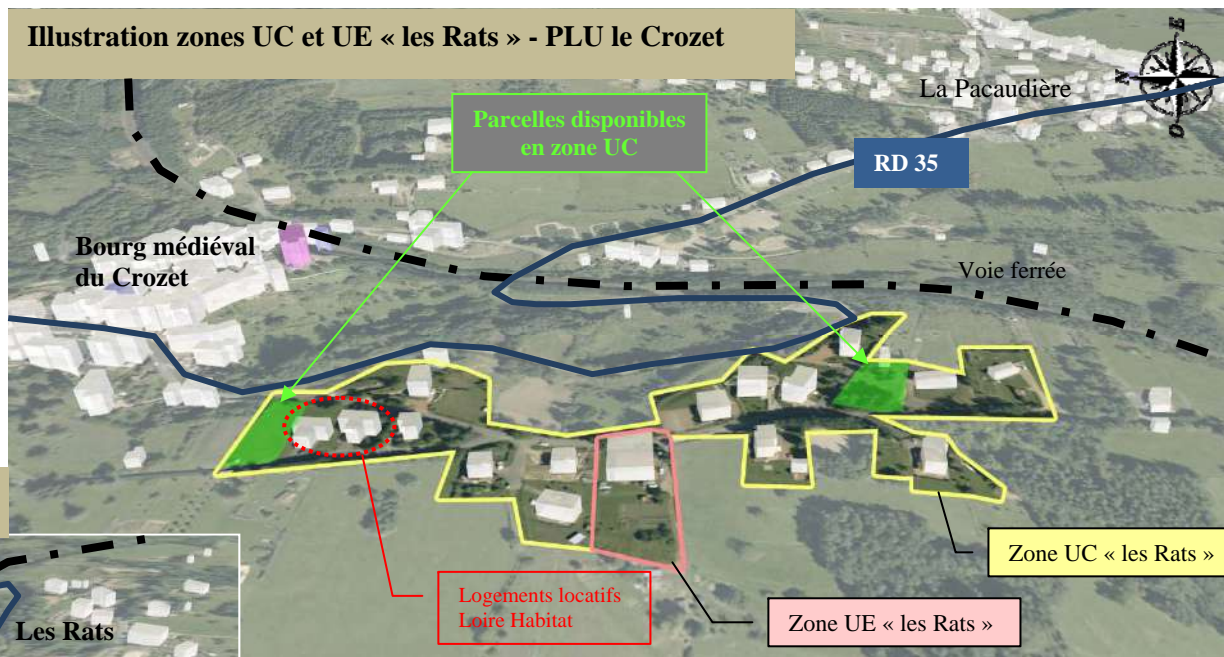 Illustration zones UC et UE « les Rats » - PLU le Crozet
N
E
O
La Pacaudière
Parcelles disponibles
en zone UC
RD 35
Bourg médiéval
du Crozet
Voie ferrée
Zone UC « les Rats »
Logements locatifs
Loire Habitat
Zone UE « les Rats »
Les Rats